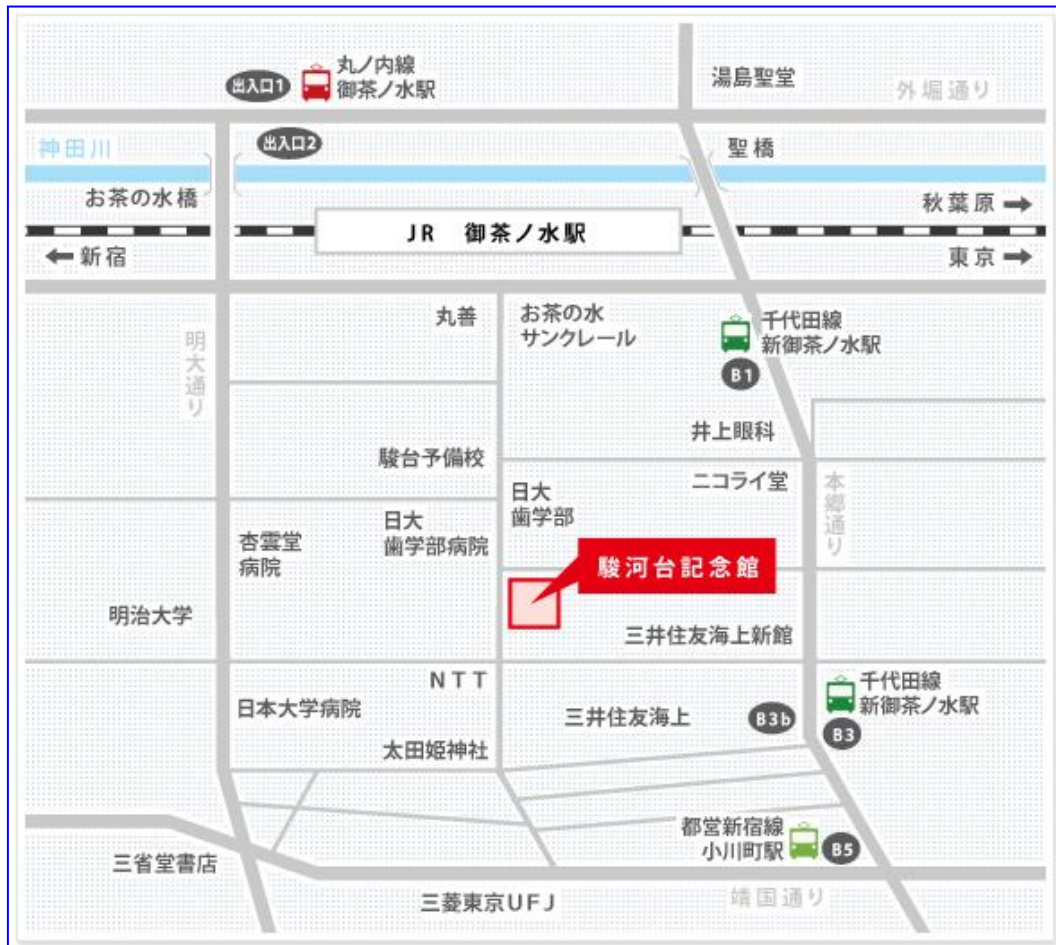 丸ノ内線
御茶ノ水駅
出入口1
湯島聖堂
外堀通り
神田川
出入口2
聖橋
お茶の水橋
秋葉原
JR 御茶ノ水駅
新宿
東京
明大通り
丸善
お茶の水
サンクレール
千代田線
新御茶ノ水駅
B1
井上眼科
駿台予備校
ニコライ堂
本郷通り
日大
歯学部
日大
歯学部病院
杏雲堂
病院
駿河台記念館
明治大学
三井住友海上新館
NTT
日本大学病院
三井住友海上
B3b
千代田線
新御茶ノ水駅
B3
太田姫神社
都営新宿線
小川町駅
B5
三省堂書店
三菱東京UFJ
靖国通り